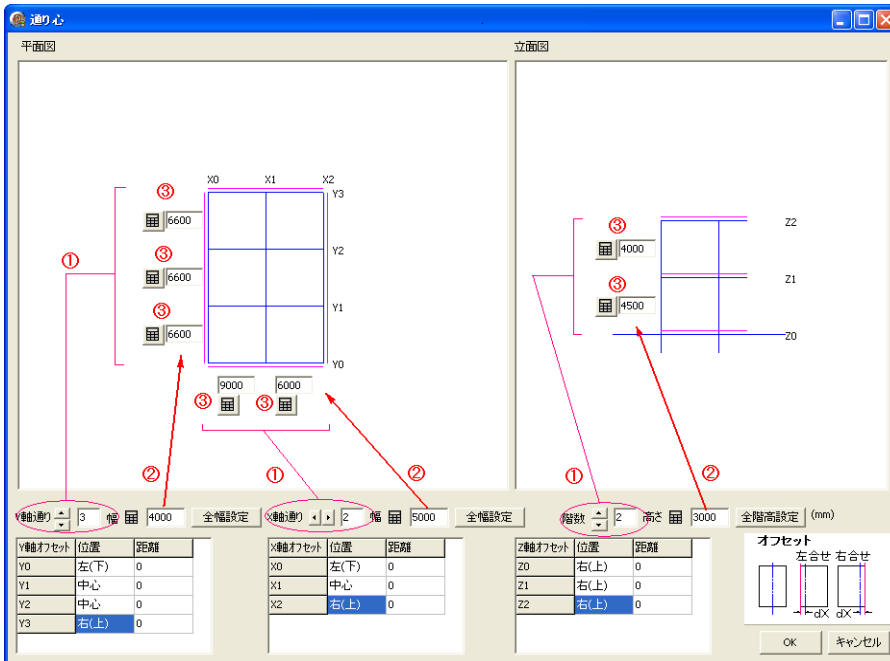 通り心
平面図
立面図
X0 X1 X2
③
6600
Y3
③
6600
Y2
③
6600
Y1
Y0
①
9000 6000
③ ③
②
①
②
③
4000
Z2
③
4500
Z1
Z0
①
②
Y軸通り 3 幅 4000 全幅設定
X軸通り 2 幅 5000 全幅設定
階数 2 高さ 3000 全階高設定 (mm)
Y軸オフセット 位置 距離
Y0 左(下) 0
Y1 中心 0
Y2 中心 0
Y3 右(上) 0
X軸オフセット 位置 距離
X0 左(下) 0
X1 中心 0
X2 右(上) 0
Z軸オフセット 位置 距離
Z0 右(上) 0
Z1 右(上) 0
Z2 右(上) 0
オフセット
左合せ 右合せ
dX dX
OK キャンセル